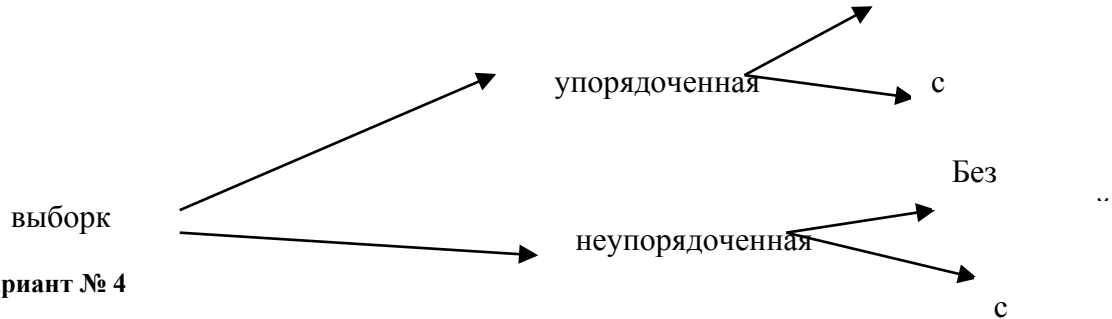 упорядоченная
с
Без
выборк
неупорядоченная
риант № 4
с